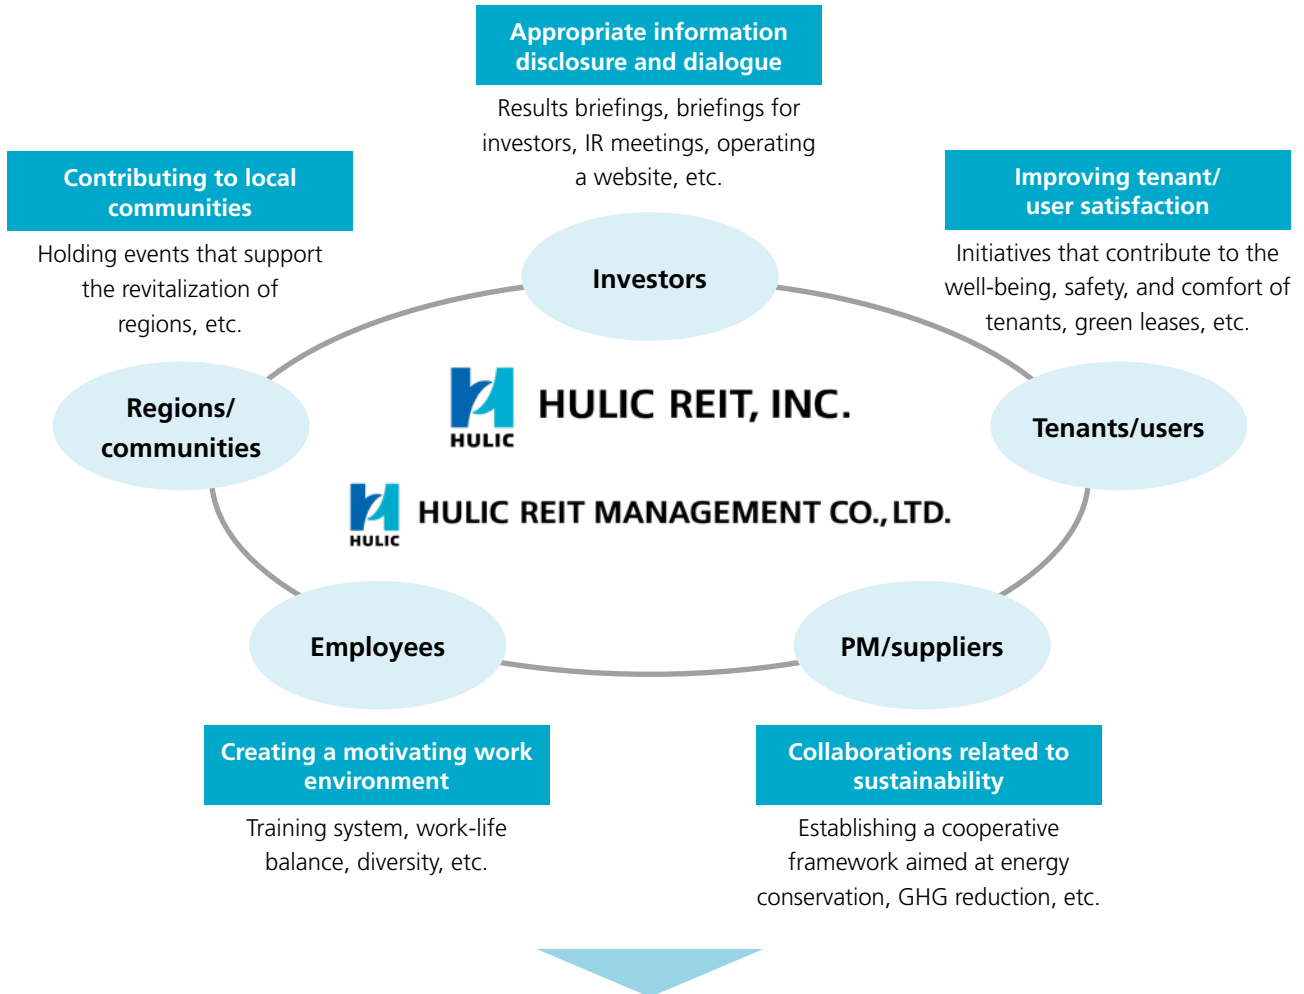 Appropriate information
disclosure and dialogue
Results briefings, briefings for
investors, IR meetings, operating
a website, etc.
Contributing to local
communities
Holding events that support
the revitalization of
regions, etc.
Improving tenant/
user satisfaction
Initiatives that contribute to the
well-being, safety, and comfort of
tenants, green leases, etc.
Investors
Regions/
communities
HULIC
HULIC REIT, INC.
Tenants/users
HULIC
HULIC REIT MANAGEMENT CO., LTD.
Employees
PM/suppliers
Creating a motivating work
environment
Training system, work-life
balance, diversity, etc.
Collaborations related to
sustainability
Establishing a cooperative
framework aimed at energy
conservation, GHG reduction, etc.